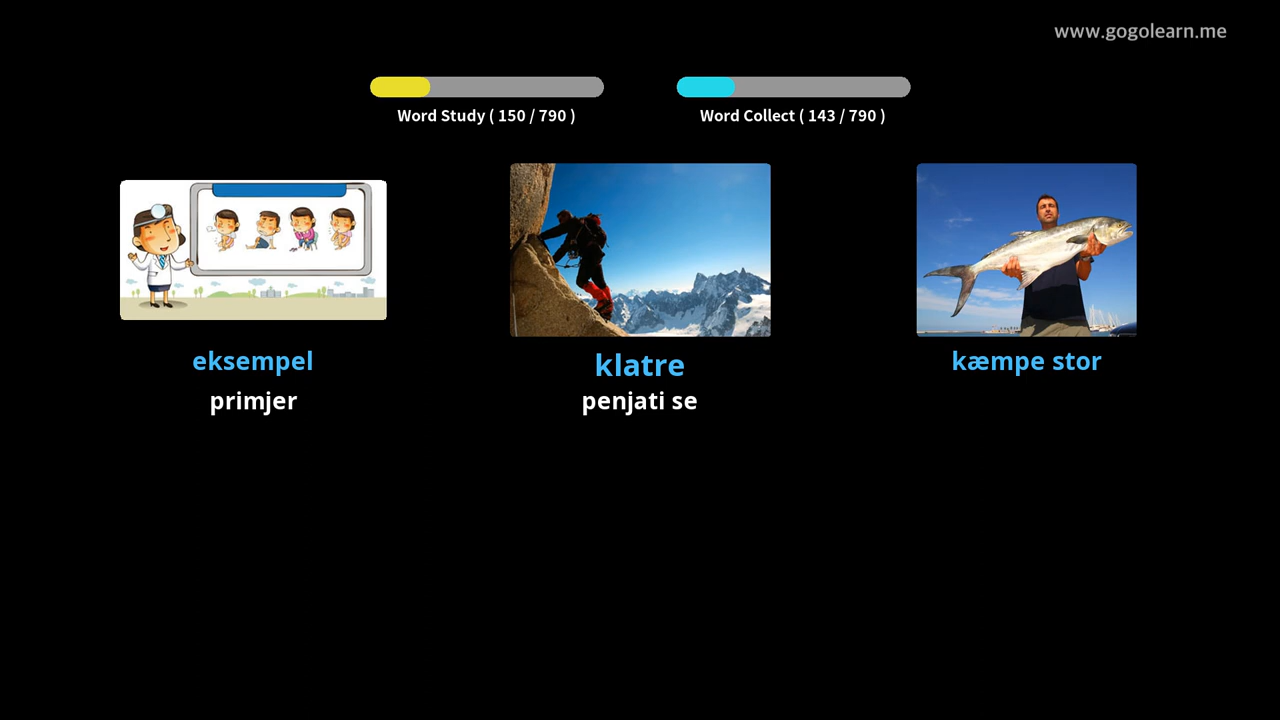 www.gogolearn.me
Word Study ( 150 / 790 )
Word Collect ( 143 / 790 )
eksempel
primjer
klatre
penjati se
kæmpe stor